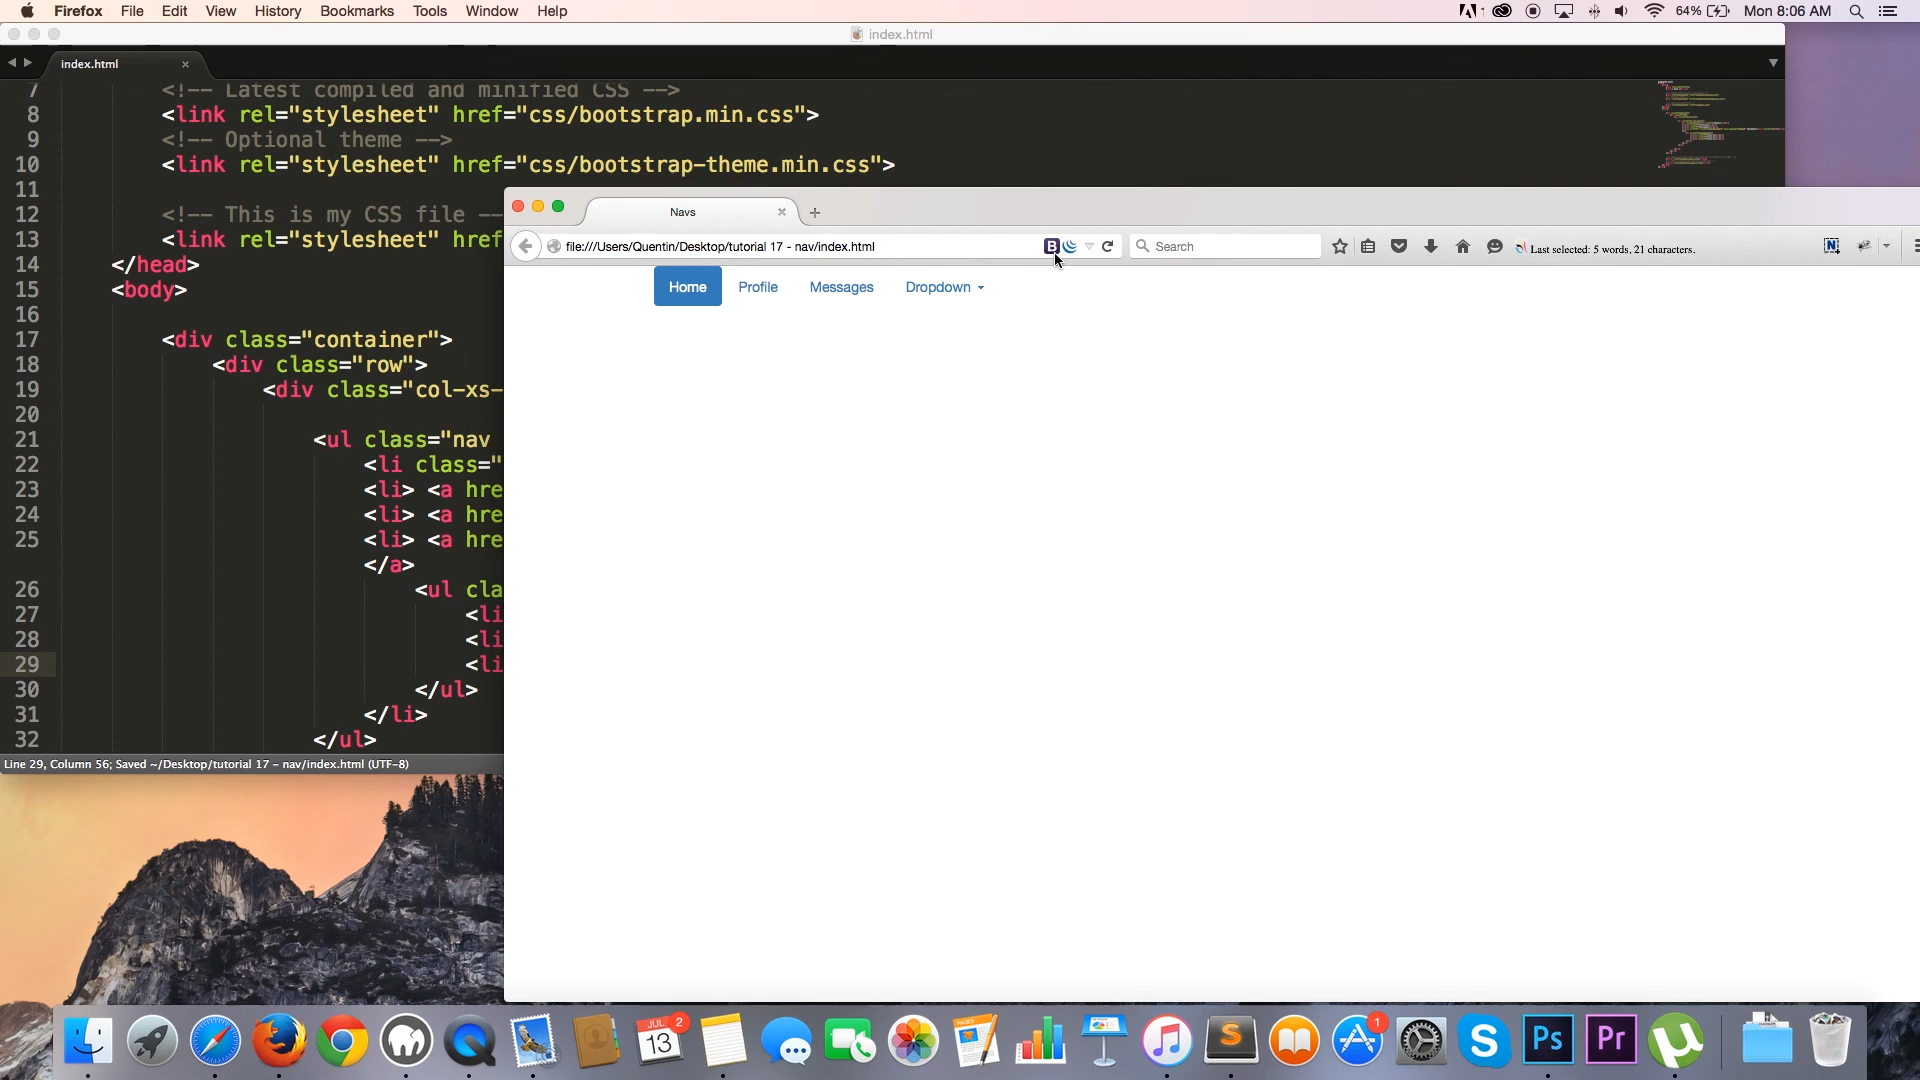 Firefox File Edit View History Bookmarks Tools Window Help
1 64% Mon 8:06 AM
index.html
index.html
7 <!-- Latest compiled and minified CSS -->
8 <link rel="stylesheet" href="css/bootstrap.min.css">
9 <!-- Optional theme -->
10 <link rel="stylesheet" href="css/bootstrap-theme.min.css">
11
12 <!-- This is my CSS file --
13 <link rel="stylesheet" href
14 </head>
15 <body>
16
17 <div class="container">
18 <div class="row">
19 <div class="col-xs-
20
21 <ul class="nav
22 <li class="
23 <li> <a hre
24 <li> <a hre
25 <li> <a hre
</a>
26 <ul cla
27 <li
28 <li
29 <li
30 </ul>
31 </li>
32 </ul>
Line 29, Column 56; Saved ~/Desktop/tutorial 17 - nav/index.html (UTF-8)
Navs
file:///Users/Quentin/Desktop/tutorial 17 - nav/index.html
B
Search
Last selected: 5 words, 21 characters.
N
Home Profile Messages Dropdown
JUL 2
13
PAGES
S
1
S
Ps
Pr
µ